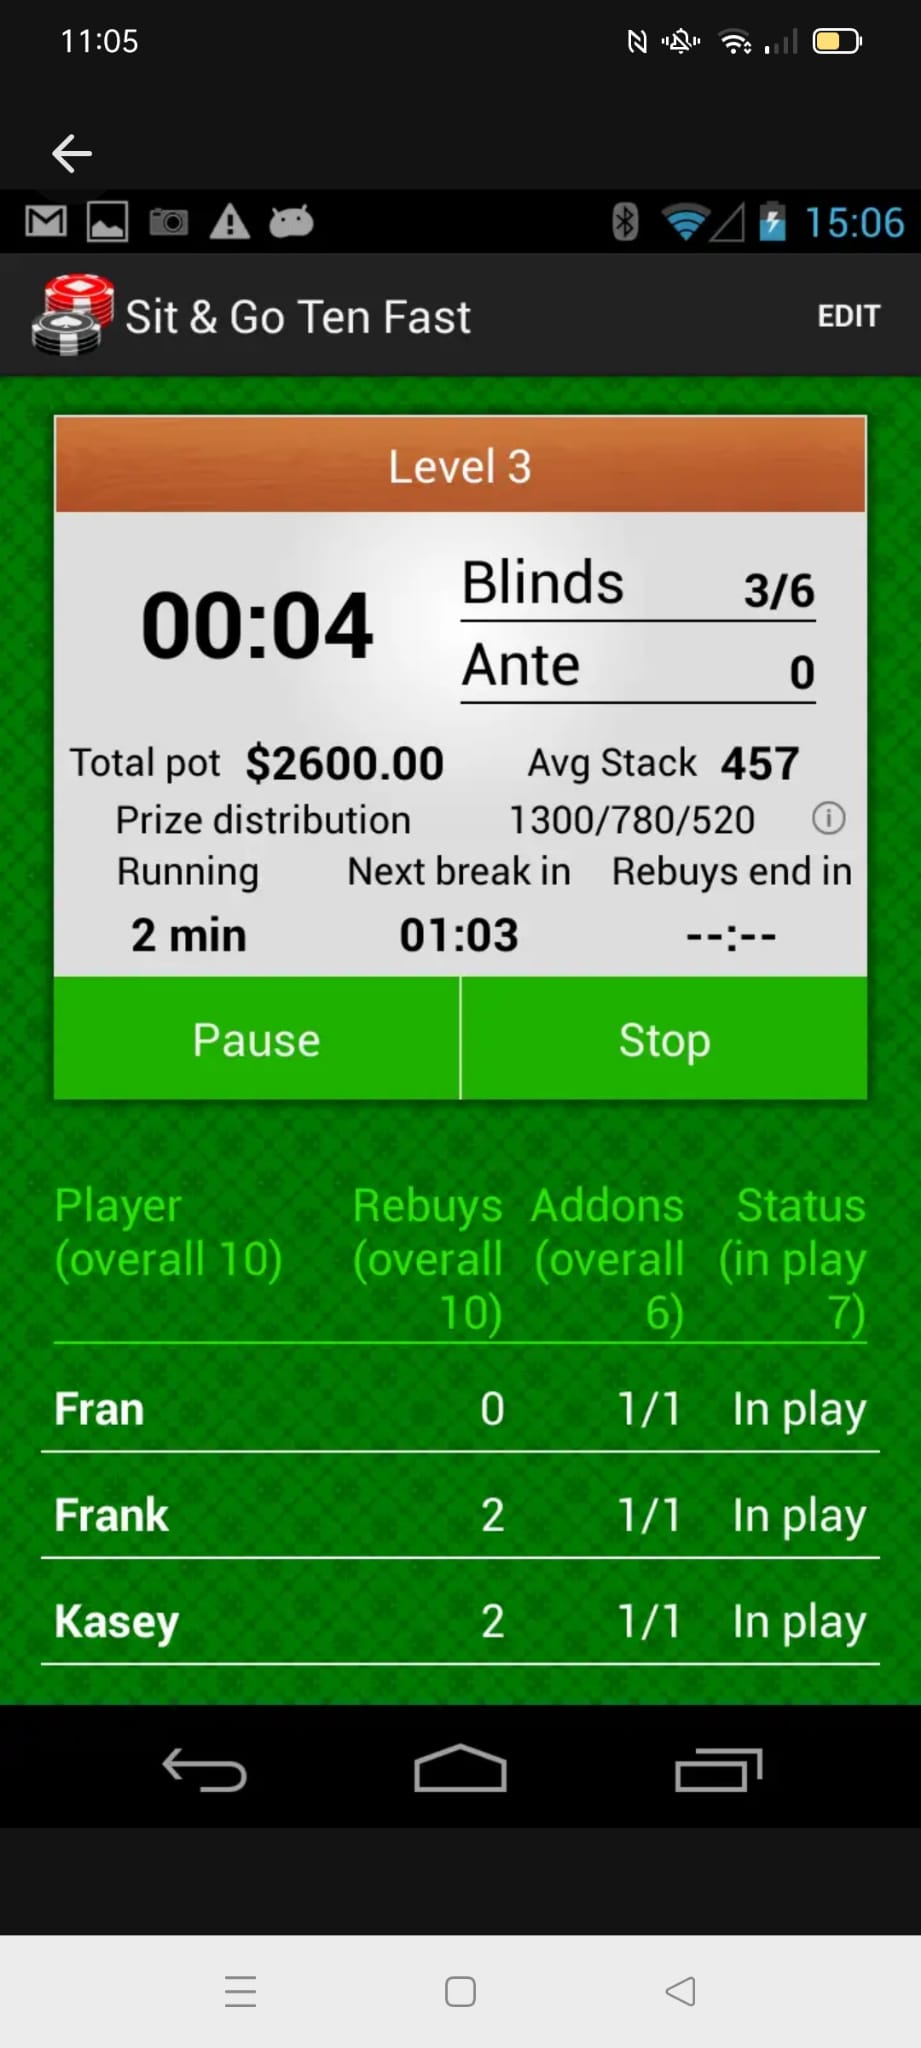 11:05
15:06
Sit & Go Ten Fast EDIT
Level 3
00:04
Blinds 3/6
Ante 0
Total pot $2600.00 Avg Stack 457
Prize distribution 1300/780/520
Running Next break in Rebuys end in
2 min 01:03 --:--
Pause Stop
Player Rebuys Addons Status
(overall 10) (overall (overall (in play
10) 6) 7)
Fran 0 1/1 In play
Frank 2 1/1 In play
Kasey 2 1/1 In play